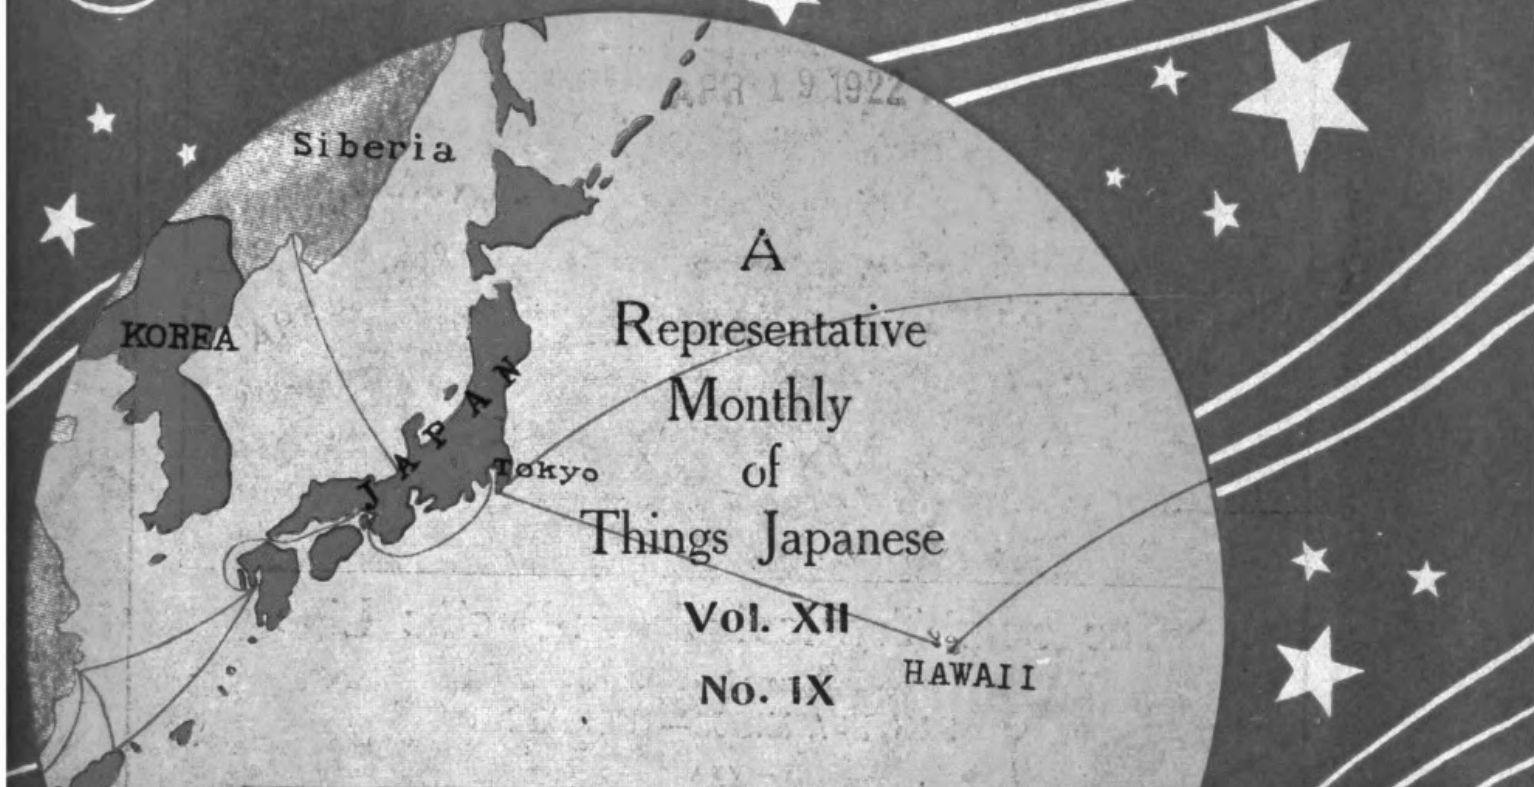 APR 19 1922
Siberia
A
Representative
KOREA
Monthly
JAPAN
of
Tokyo
Things Japanese
Vol. XII
No. IX
HAWAII